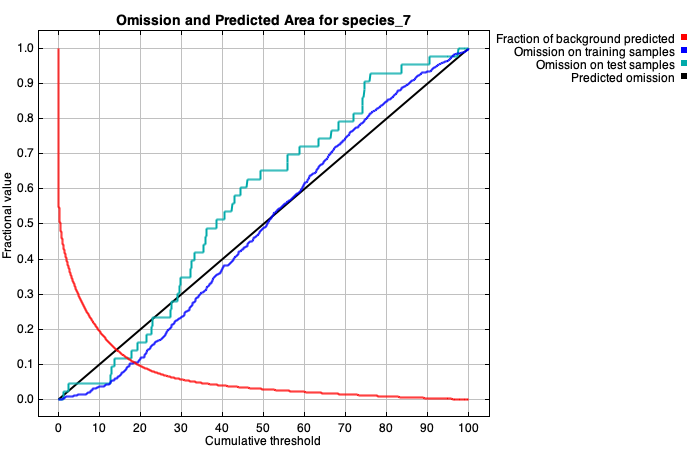 Omission and Predicted Area for species_7
Fraction of background predicted
Omission on training samples
Omission on test samples
Predicted omission
Fractional value
1.0
0.9
0.8
0.7
0.6
0.5
0.4
0.3
0.2
0.1
0.0
0 10 20 30 40 50 60 70 80 90 100
Cumulative threshold